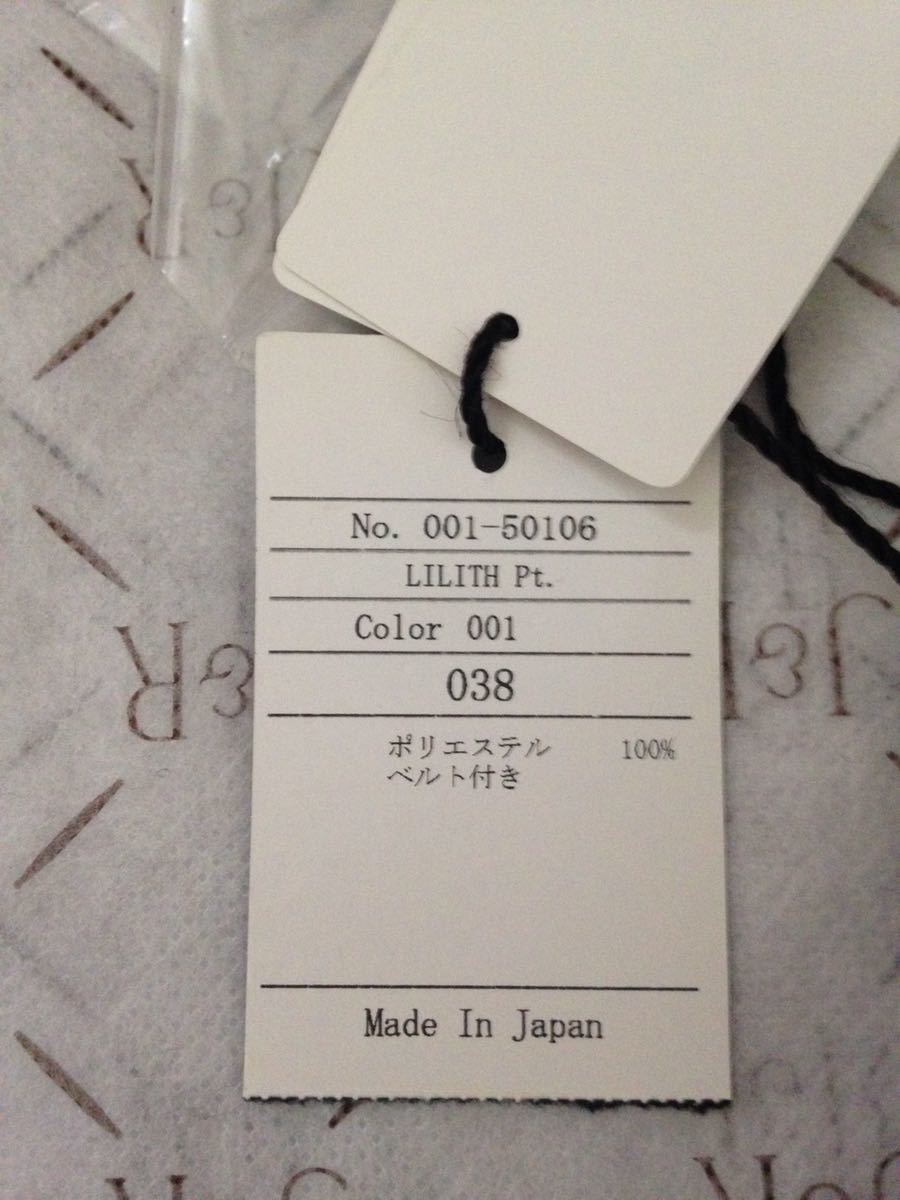 No. 001-50106
LILITH Pt.
Color 001
038
ポリエステル 100%
ベルト付き
Made In Japan
J&R
J&R